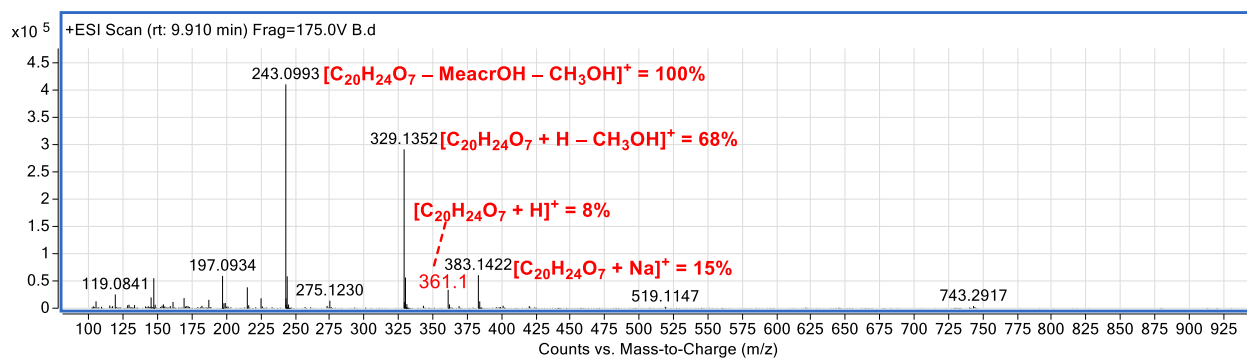 +ESI Scan (rt: 9.910 min) Frag=175.0V B.d
x10 5
4.5
4
3.5
3
2.5
2
1.5
1
0.5
0
243.0993 [C₂₀H₂₄O₇ – MeacrOH – CH₃OH]⁺ = 100%
329.1352 [C₂₀H₂₄O₇ + H – CH₃OH]⁺ = 68%
[C₂₀H₂₄O₇ + H]⁺ = 8%
383.1422 [C₂₀H₂₄O₇ + Na]⁺ = 15%
361.1
197.0934
119.0841
275.1230
519.1147
743.2917
100 125 150 175 200 225 250 275 300 325 350 375 400 425 450 475 500 525 550 575 600 625 650 675 700 725 750 775 800 825 850 875 900 925
Counts vs. Mass-to-Charge (m/z)